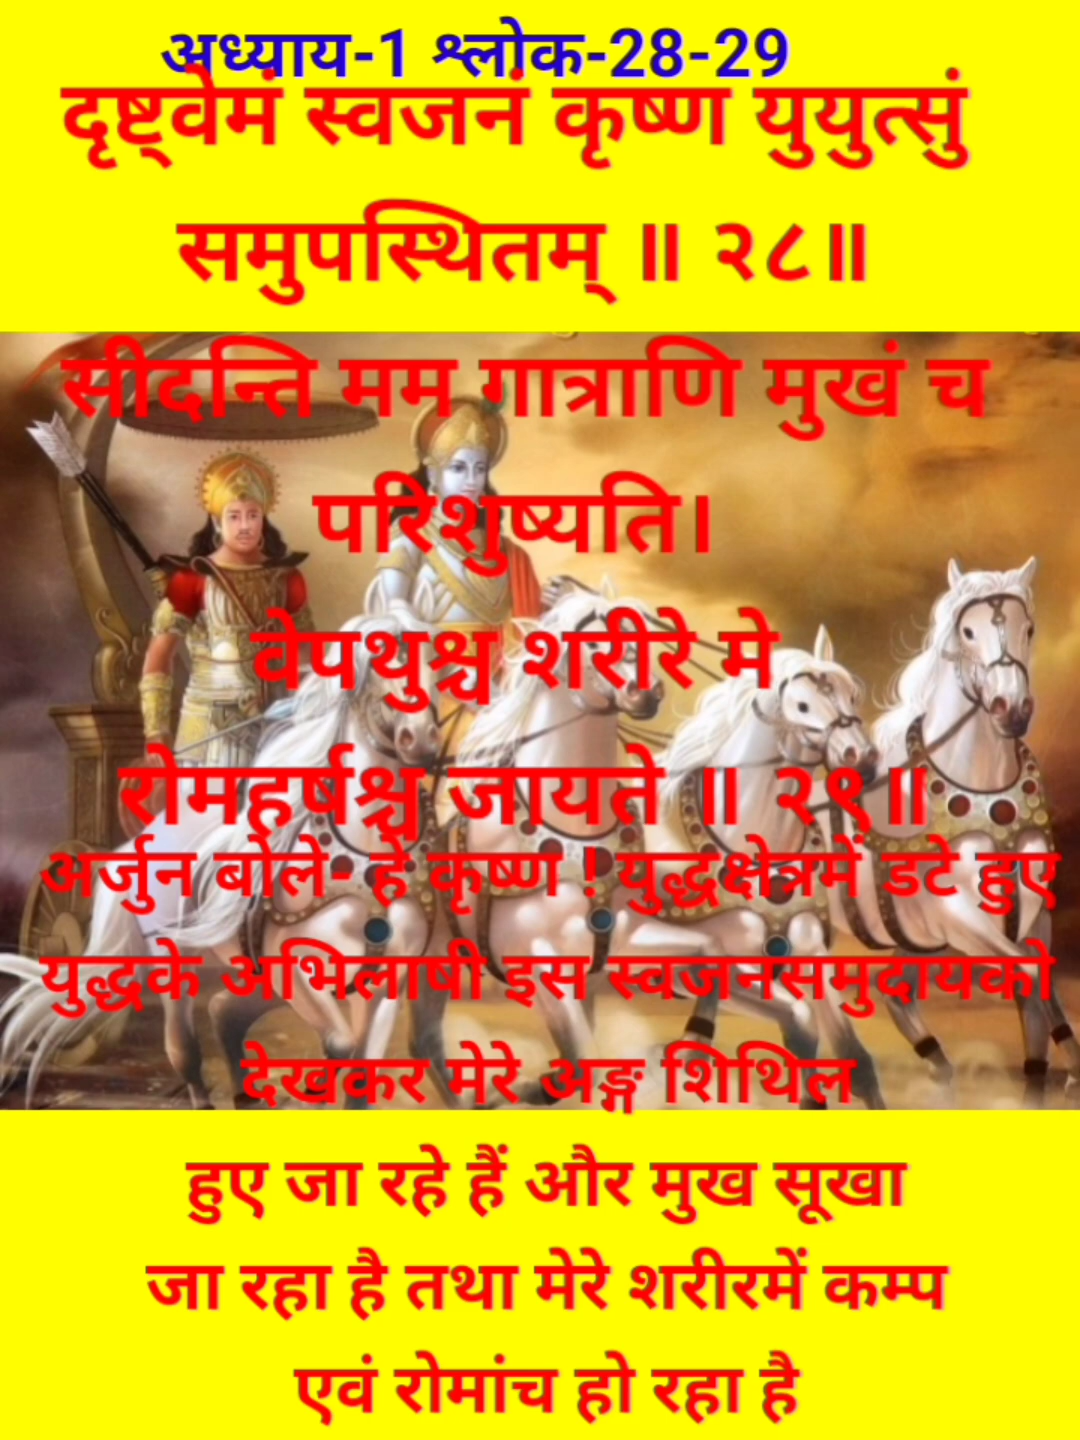 अध्याय-1 श्लोक-28-29
दृष्ट्वेमं स्वजनं कृष्ण युयुत्सुं
समुपस्थितम् ॥ २८॥
सीदन्ति मम गात्राणि मुखं च
परिशुष्यति।
वेपथुश्च शरीरे मे
रोमहर्षश्च जायते ॥ २९॥
अर्जुन बोले- हे कृष्ण ! युद्धक्षेत्रमें डटे हुए
युद्धके अभिलाषी इस स्वजनसमुदायको
देखकर मेरे अङ्ग शिथिल
हुए जा रहे हैं और मुख सूखा
जा रहा है तथा मेरे शरीरमें कम्प
एवं रोमांच हो रहा है